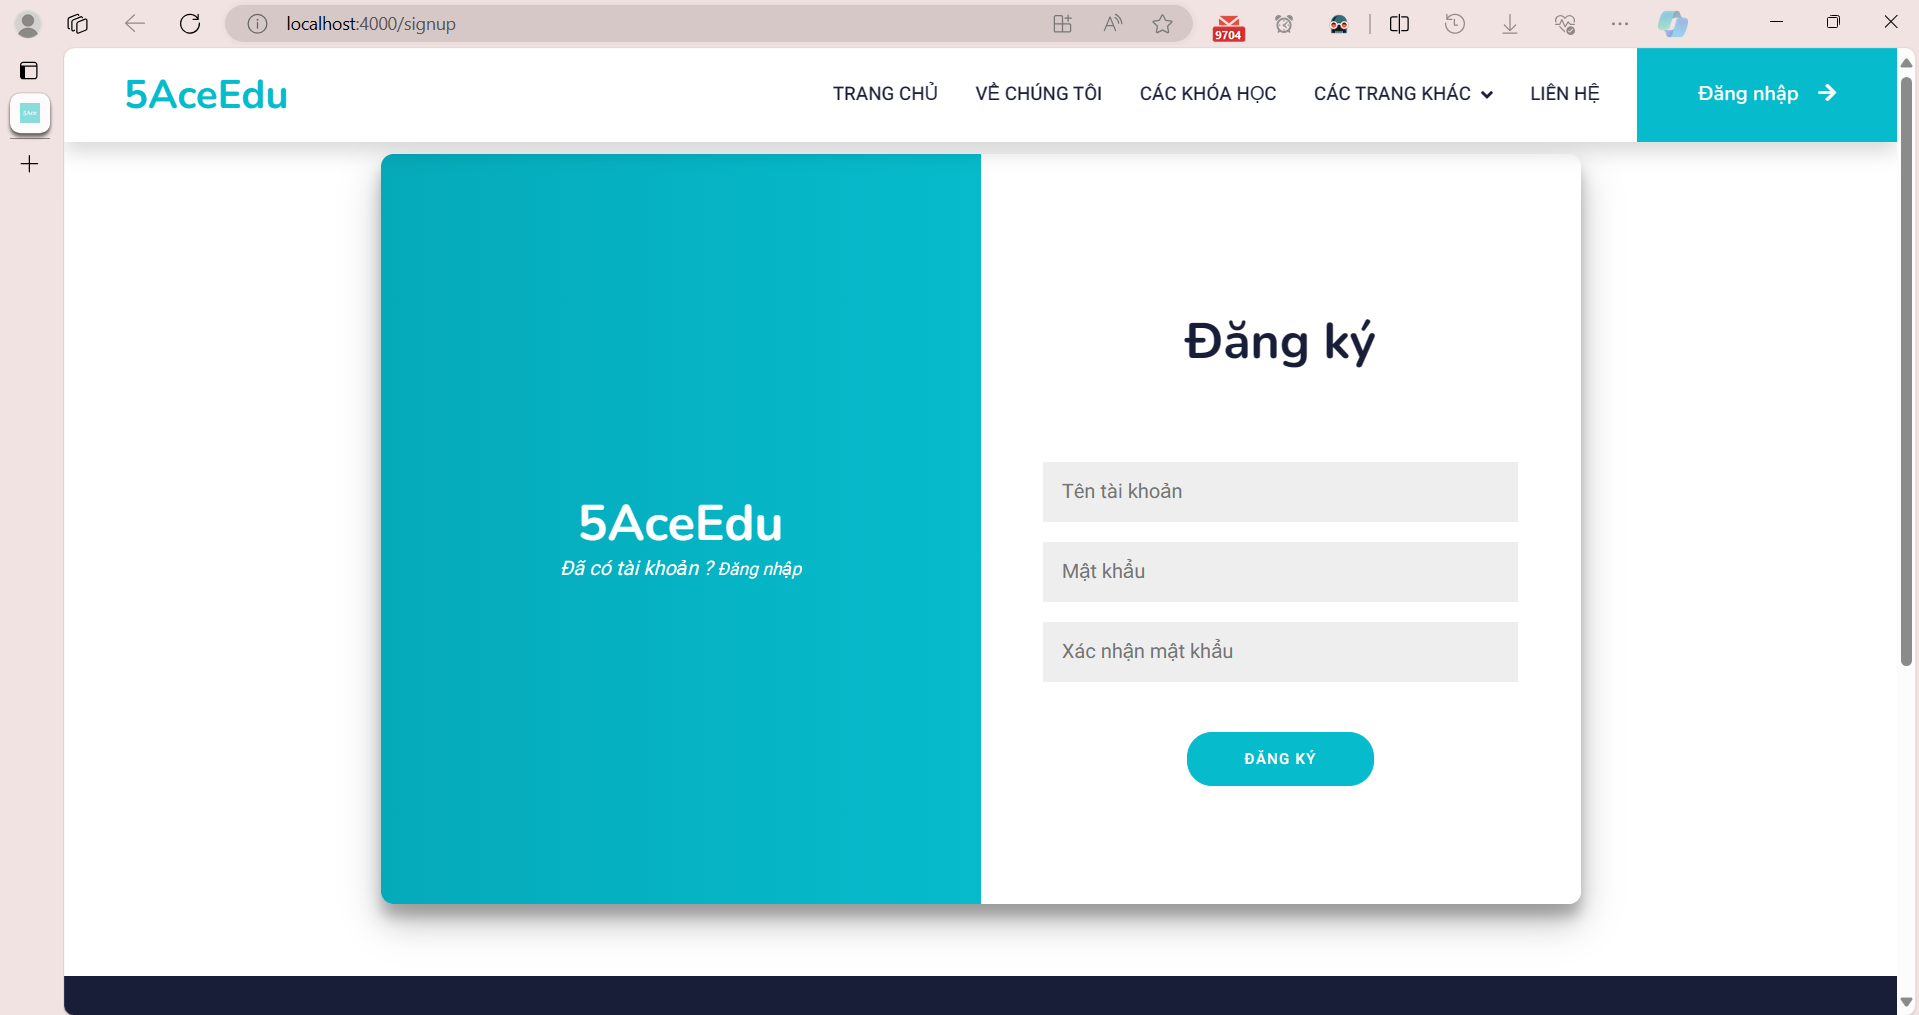 localhost:4000/signup
9704
5AceEdu
TRANG CHỦ
VỀ CHÚNG TÔI
CÁC KHÓA HỌC
CÁC TRANG KHÁC
LIÊN HỆ
Đăng nhập
5AceEdu
Đã có tài khoản ? Đăng nhập
Đăng ký
Tên tài khoản
Mật khẩu
Xác nhận mật khẩu
ĐĂNG KÝ